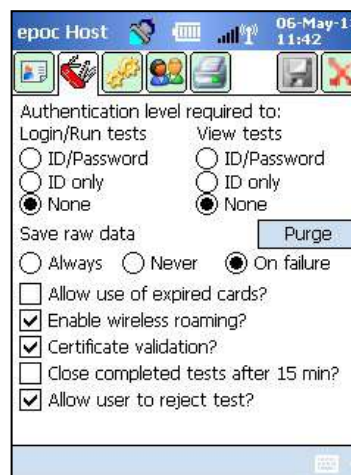 epoc Host 06-May-1
11:42
Authentication level required to:
Login/Run tests View tests
ID/Password ID/Password
ID only ID only
None None
Save raw data Purge
Always Never On failure
Allow use of expired cards?
Enable wireless roaming?
Certificate validation?
Close completed tests after 15 min?
Allow user to reject test?